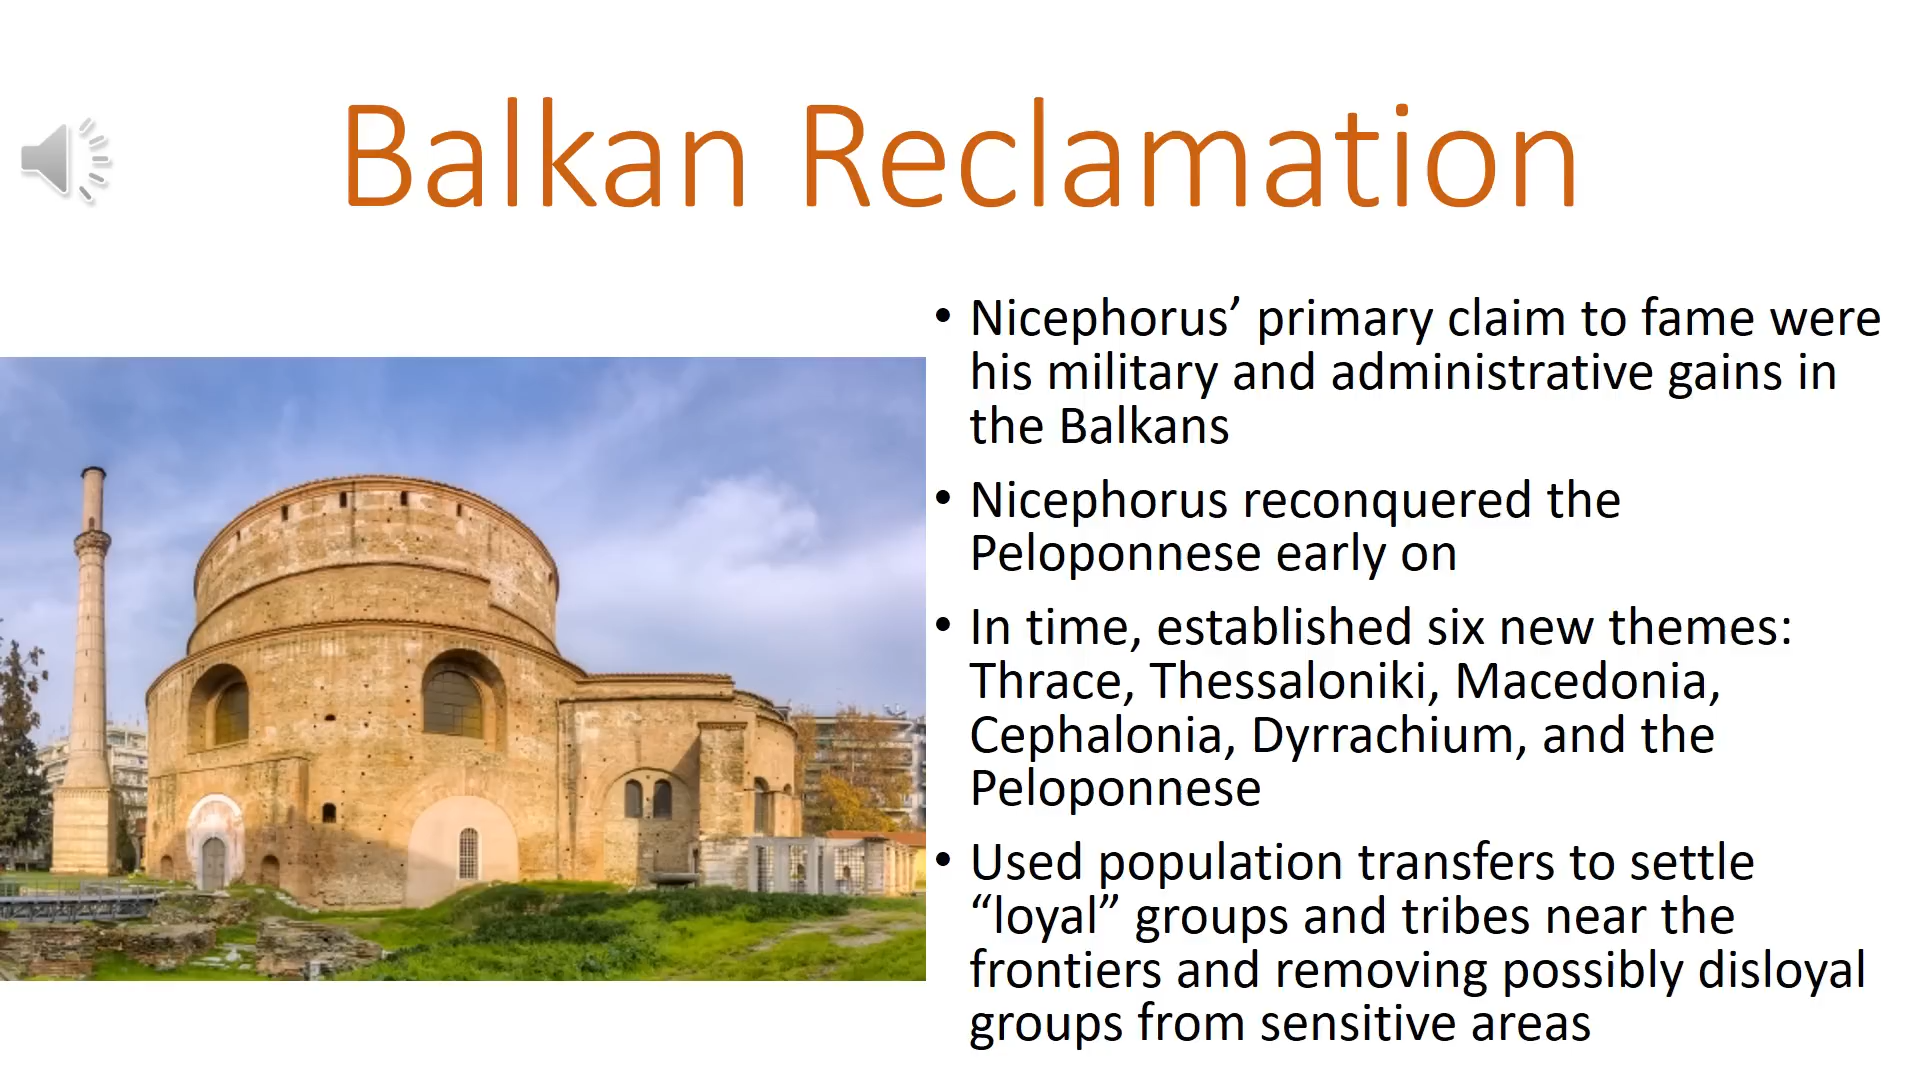 Balkan Reclamation
• Nicephorus’ primary claim to fame were
his military and administrative gains in
the Balkans
• Nicephorus reconquered the
Peloponnese early on
• In time, established six new themes:
Thrace, Thessaloniki, Macedonia,
Cephalonia, Dyrrachium, and the
Peloponnese
• Used population transfers to settle
“loyal” groups and tribes near the
frontiers and removing possibly disloyal
groups from sensitive areas